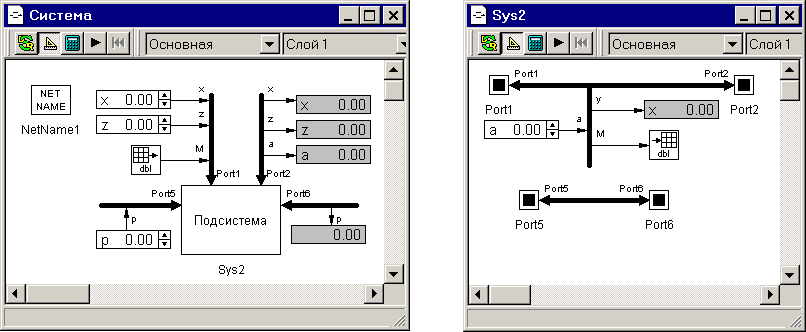 Система
Основная
Слой 1
NET
NAME
NetName1
x 0.00
z 0.00
dbl
x
z
M
Port1
x
z
a
Port2
x 0.00
z 0.00
a 0.00
Port5
Port6
p 0.00
p
Подсистема
p
0.00
Sys2
Sys2
Основная
Слой 1
Port1
Port2
Port1
Port2
y
x 0.00
a 0.00
a
M
dbl
Port5
Port6
Port5
Port6